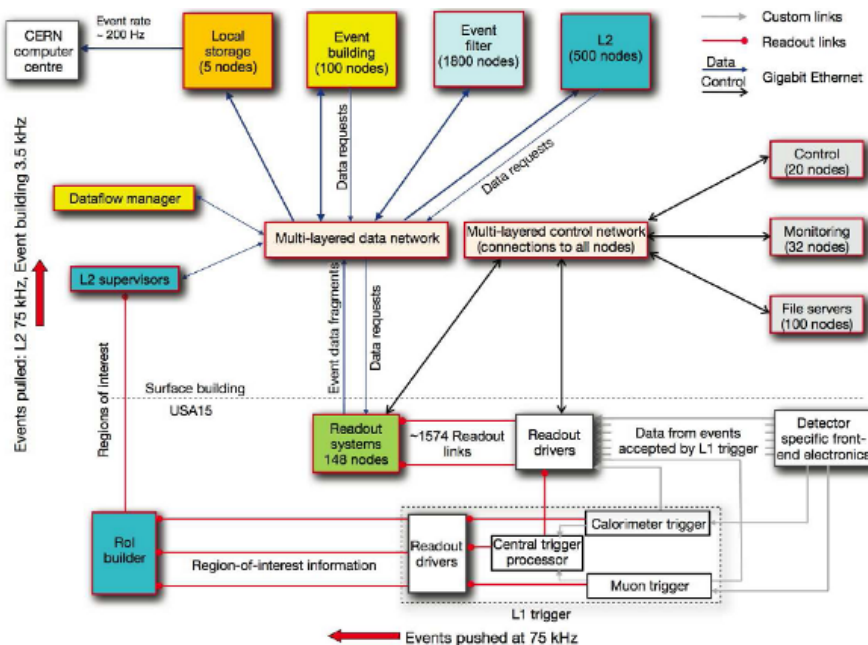 Event rate
~ 200 Hz
CERN
computer
centre
Local
storage
(5 nodes)
Event
building
(100 nodes)
Event
filter
(1800 nodes)
L2
(500 nodes)
Custom links
Readout links
Data
Control
Gigabit Ethernet
Data requests
Data requests
Control
(20 nodes)
Dataflow manager
Multi-layered data network
Multi-layered control network
(connections to all nodes)
Monitoring
(32 nodes)
L2 supervisors
File servers
(100 nodes)
Events pulled: L2 75 kHz, Event building 3.5 kHz
Regions of interest
Event data fragments
Data requests
Surface building
USA15
Readout
systems
148 nodes
~1574 Readout
links
Readout
drivers
Data from events
accepted by L1 trigger
Detector
specific front-
end electronics
RoI
builder
Region-of-interest information
Readout
drivers
Central trigger
processor
Calorimeter trigger
Muon trigger
L1 trigger
Events pushed at 75 kHz